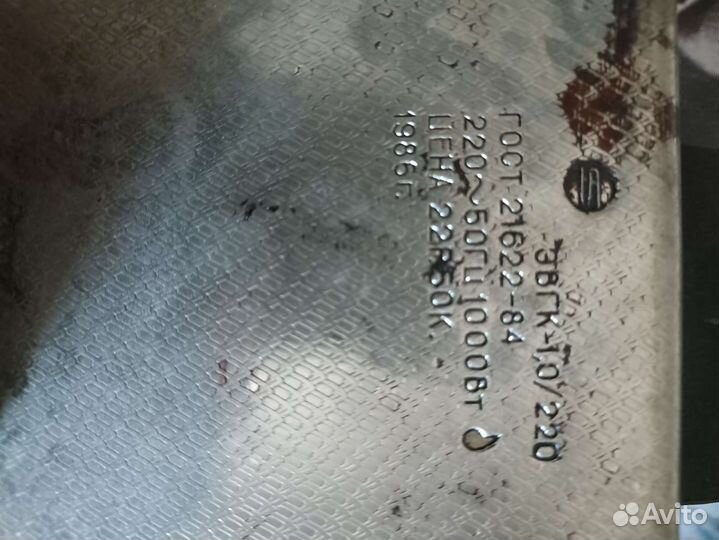 ЭВГК-1,0/220
ГОСТ 21622-84
220~50ГЦ 1000Вт
ЦЕНА 22Р50К.
1986Г.
Avito